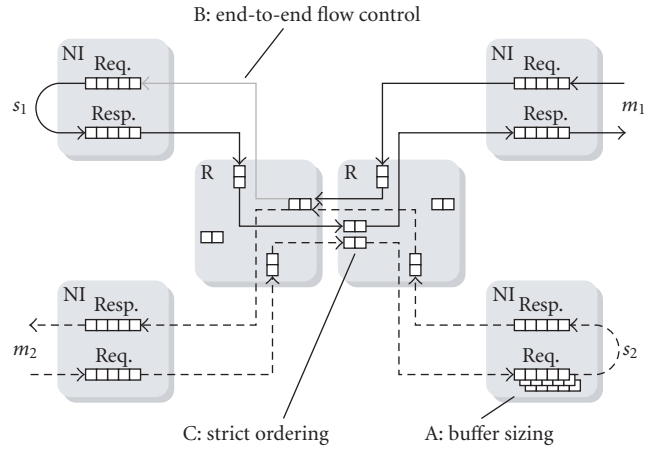 B: end-to-end flow control
NI
Req.
Resp.
s1
NI
Req.
Resp.
m1
R
R
NI
Resp.
Req.
m2
NI
Resp.
Req.
s2
C: strict ordering
A: buffer sizing